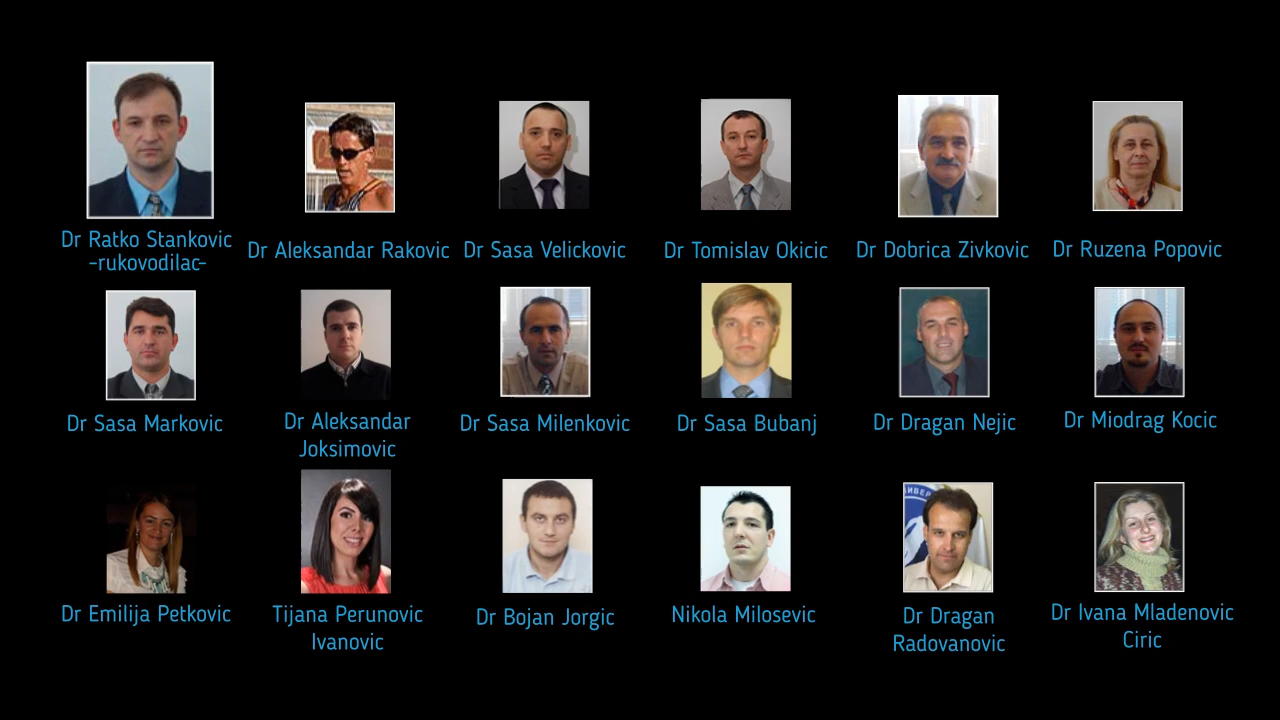 Dr Ratko Stankovic
-rukovodilac-
Dr Aleksandar Rakovic
Dr Sasa Velickovic
Dr Tomislav Okicic
Dr Dobrica Zivkovic
Dr Ruzena Popovic
Dr Sasa Markovic
Dr Aleksandar
Joksimovic
Dr Sasa Milenkovic
Dr Sasa Bubanj
Dr Dragan Nejic
Dr Miodrag Kocic
Dr Emilija Petkovic
Tijana Perunovic
Ivanovic
Dr Bojan Jorgic
Nikola Milosevic
Dr Dragan
Radovanovic
Dr Ivana Mladenovic
Ciric